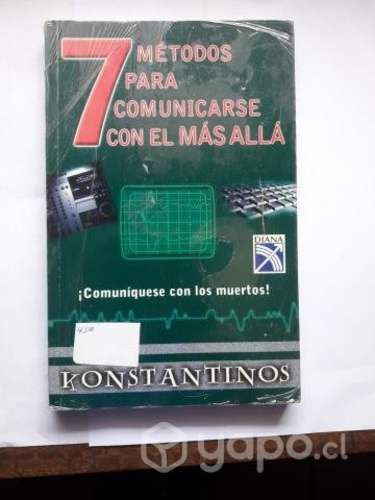 7 MÉTODOS
PARA
COMUNICARSE
CON EL MÁS ALLÁ
DIANA
¡Comuníquese con los muertos!
KONSTANTINOS
yapo.cl